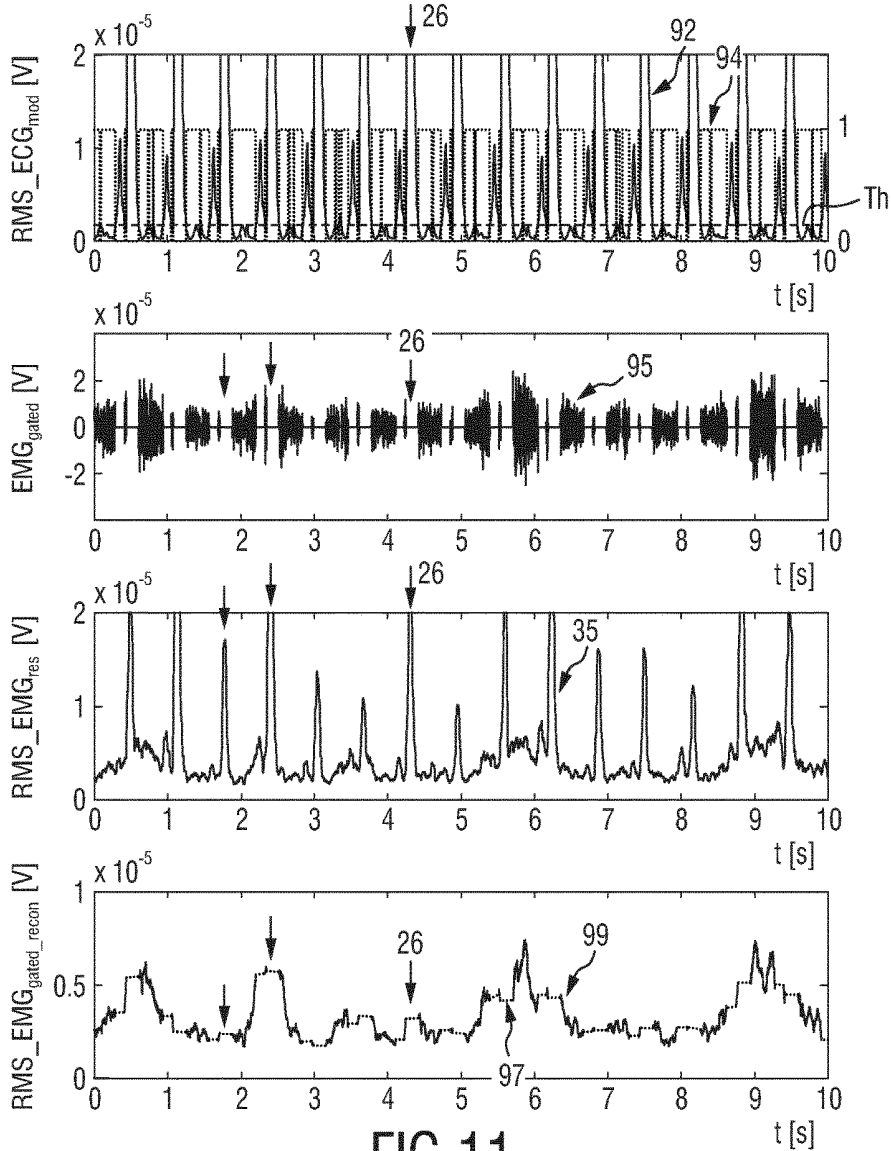 x 10-5
26
92
94
2
1
0
1
0
Th
RMS_ECGmod [V]
0 1 2 3 4 5 6 7 8 9 10
t [s]
x 10-5
26
95
2
0
-2
EMGgated [V]
0 1 2 3 4 5 6 7 8 9 10
t [s]
x 10-5
26
35
2
1
0
RMS_EMGres [V]
0 1 2 3 4 5 6 7 8 9 10
t [s]
x 10-5
1
0.5
0
26
99
97
RMS_EMGgated_recon [V]
0 1 2 3 4 5 6 7 8 9 10
t [s]
FIG 11